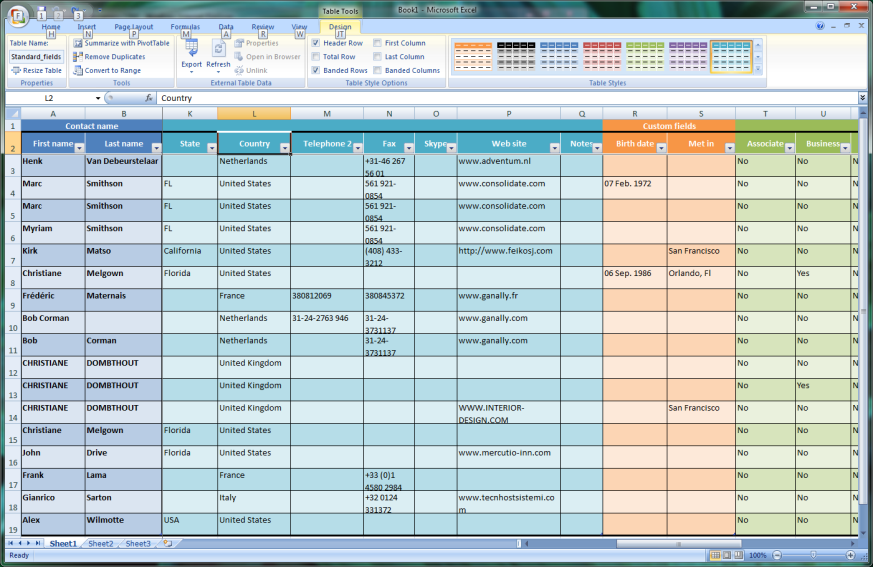 Table Tools
Book1 - Microsoft Excel
F 1 2 3
Home Insert Page Layout Formulas Data Review View Design
H N P M A R W JT
Table Name: Summarize with PivotTable Properties Header Row First Column
Standard_fields Remove Duplicates Export Refresh Open in Browser Total Row Last Column
Resize Table Convert to Range Unlink Banded Rows Banded Columns
Properties Tools External Table Data Table Style Options Table Styles
L2 fx Country
A B K L M N O P Q R S T U
1 Contact name Custom fields
2 First name Last name State Country Telephone 2 Fax Skype Web site Notes Birth date Met in Associate Business
3 Henk Van Debeurstelaar Netherlands +31-46 267 www.adventum.nl No No N
56 01
4 Marc Smithson FL United States 561 921- www.consolidate.com 07 Feb. 1972 No No N
0854
5 Marc Smithson FL United States 561 921- www.consolidate.com No No N
0854
6 Myriam Smithson FL United States 561 921- www.consolidate.com No No N
0854
7 Kirk Matso California United States (408) 433- http://www.feikosj.com San Francisco No No N
3212
8 Christiane Melgown Florida United States 06 Sep. 1986 Orlando, Fl No Yes N
9 Frédéric Maternais France 380812069 380845372 www.ganally.fr No No N
10 Bob Corman Netherlands 31-24-2763 946 31-24- www.ganally.com No No N
3731137
11 Bob Corman Netherlands 31-24- www.ganally.com No No N
3731137
12 CHRISTIANE DOMBTHOUT United Kingdom No No N
13 CHRISTIANE DOMBTHOUT United Kingdom No Yes N
14 CHRISTIANE DOMBTHOUT United Kingdom WWW.INTERIOR- San Francisco No No N
DESIGN.COM
15 Christiane Melgown Florida United States No No N
16 John Drive Florida United States www.mercutio-inn.com No No N
17 Frank Lama France +33 (0)1 No No N
4580 2984
18 Gianrico Sarton Italy +32 0124 www.tecnhostsistemi.co No No N
331372 m
19 Alex Wilmotte USA United States No No N
Sheet1 Sheet2 Sheet3
Ready 100%